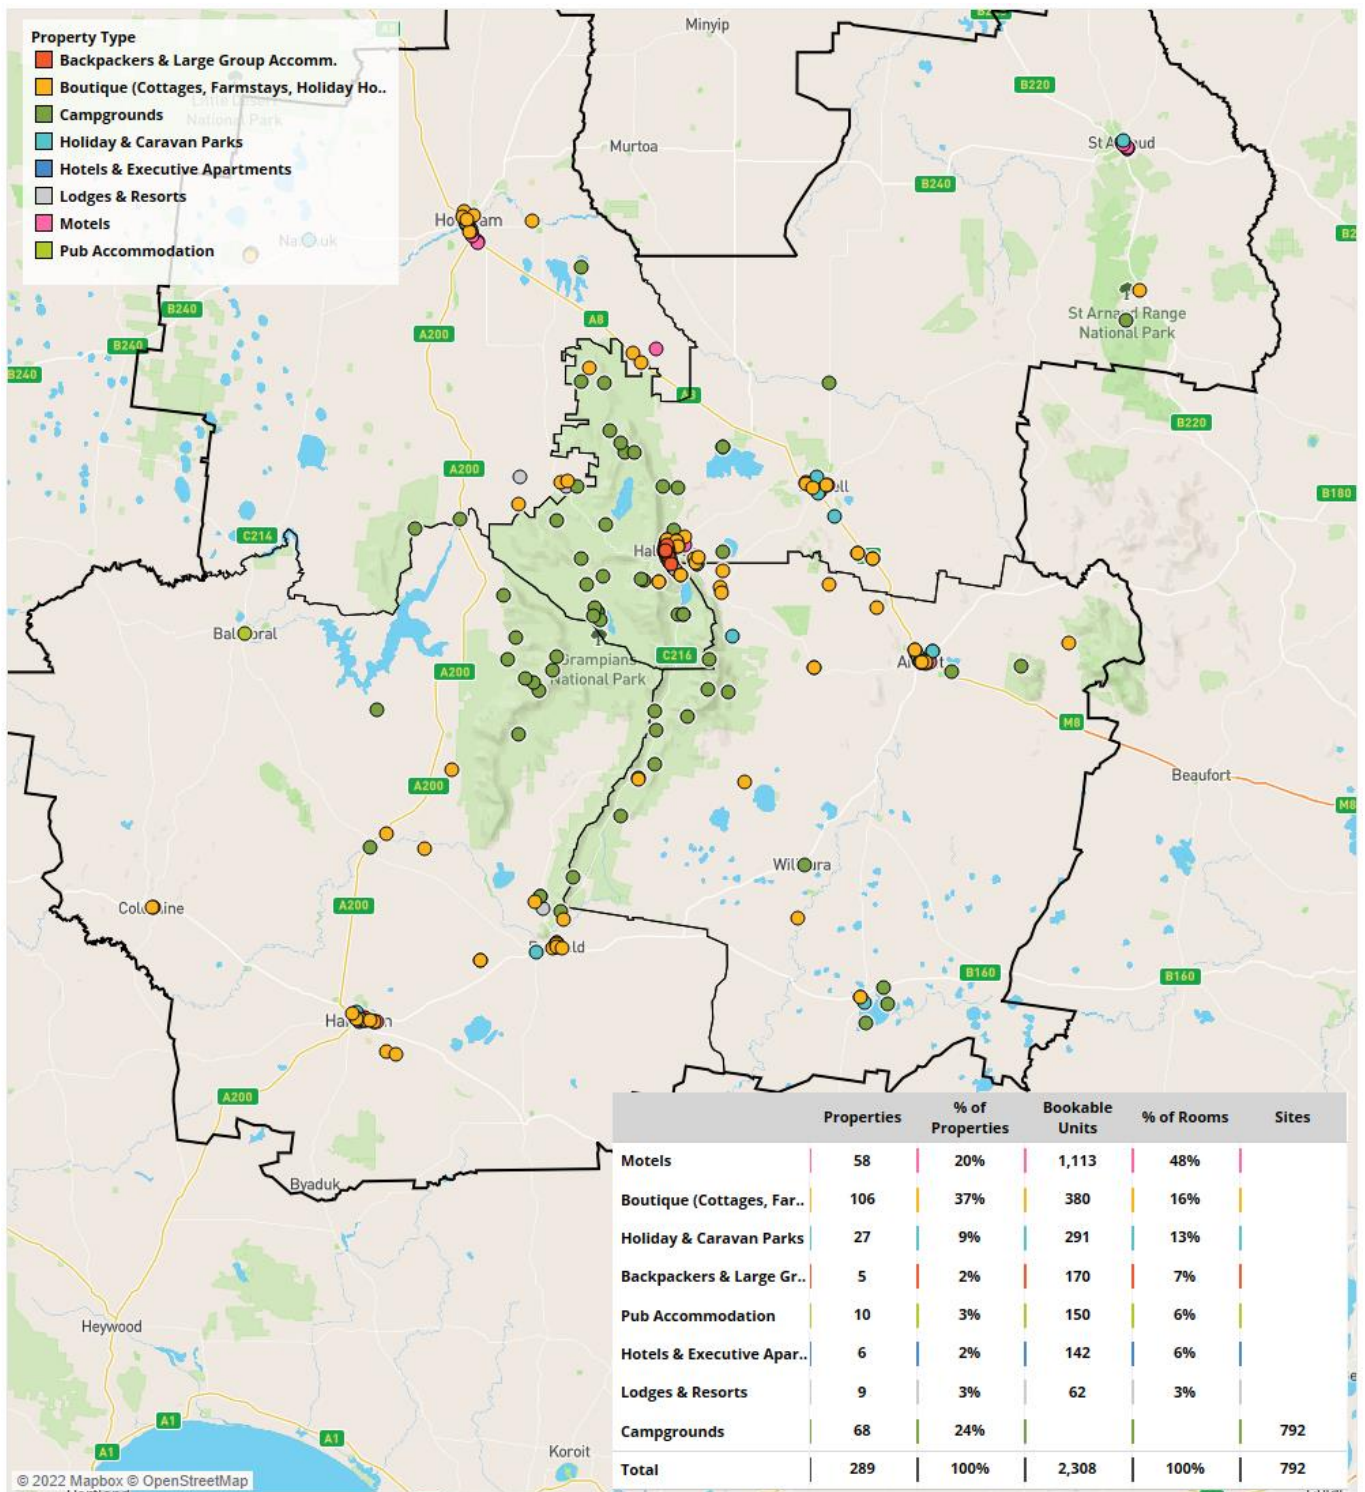 Minyip
Property Type
Backpackers & Large Group Accomm.
Boutique (Cottages, Farmstays, Holiday Ho..
Campgrounds
Holiday & Caravan Parks
Hotels & Executive Apartments
Lodges & Resorts
Motels
Pub Accommodation
Little Desert
National Park
A8
B220
Murtoa
B240
B240
B240
B240
A200
A8
St Arnaud Range
National Park
A8
B220
A200
B180
C214
C216
Grampians
National Park
A200
M8
Beaufort
A200
M8
A200
B160
B160
A200
Byaduk
Heywood
A1
A1
A1
Koroit
© 2022 Mapbox © OpenStreetMap
Properties % of Properties Bookable Units % of Rooms Sites
Motels 58 20% 1,113 48%
Boutique (Cottages, Far.. 106 37% 380 16%
Holiday & Caravan Parks 27 9% 291 13%
Backpackers & Large Gr.. 5 2% 170 7%
Pub Accommodation 10 3% 150 6%
Hotels & Executive Apar.. 6 2% 142 6%
Lodges & Resorts 9 3% 62 3%
Campgrounds 68 24% 792
Total 289 100% 2,308 100% 792